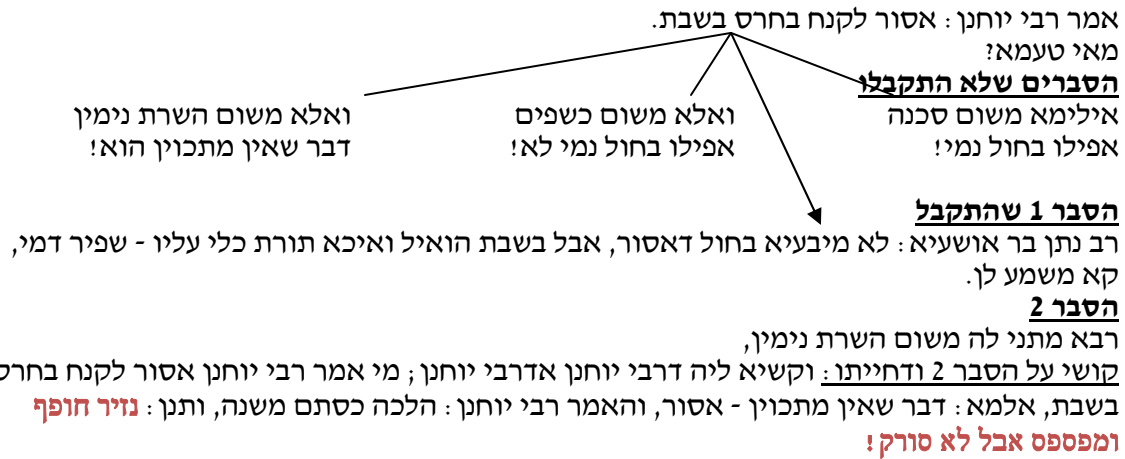 אמר רבי יוחנן: אסור לקנח בחרס בשבת.
מאי טעמא?
הסברים שלא התקבלו
אילימא משום סכנה
אפילו בחול נמי!
ואלא משום כשפים
אפילו בחול נמי לא!
ואלא משום השרת נימין
דבר שאין מתכוין הוא!
הסבר 1 שהתקבל
רב נתן בר אושעיא: לא מיבעיא בחול דאסור, אבל בשבת הואיל ואיכא תורת כלי עליו - שפיר דמי,
קא משמע לן.
הסבר 2
רבא מתני לה משום השרת נימין,
קושי על הסבר 2 ודחייתו: וקשיא ליה דרבי יוחנן אדרבי יוחנן; מי אמר רבי יוחנן אסור לקנח בחרס
בשבת, אלמא: דבר שאין מתכוין - אסור, והאמר רבי יוחנן: הלכה כסתם משנה, ותנן: נזיר חופף
ומפספס אבל לא סורק!